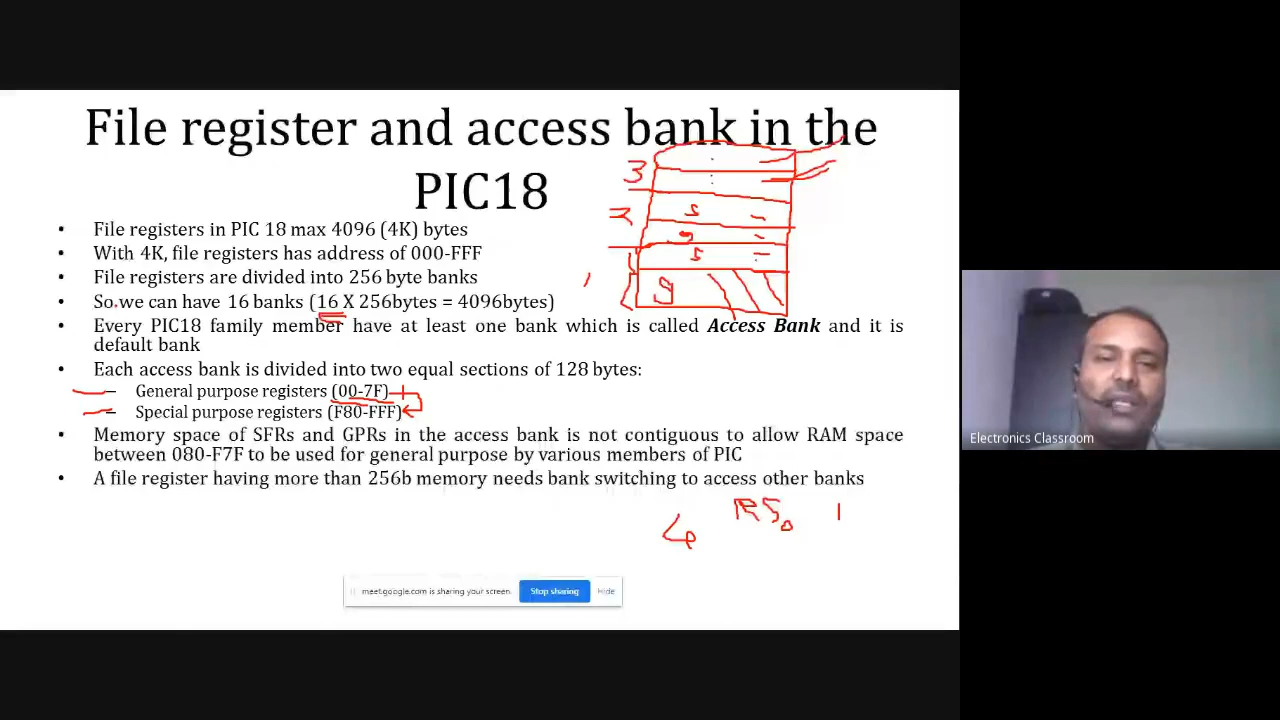 File register and access bank in the
PIC18
• File registers in PIC 18 max 4096 (4K) bytes
• With 4K, file registers has address of 000-FFF
• File registers are divided into 256 byte banks
• So we can have 16 banks (16 X 256bytes = 4096bytes)
• Every PIC18 family member have at least one bank which is called Access Bank and it is
default bank
• Each access bank is divided into two equal sections of 128 bytes:
– General purpose registers (00-7F)
– Special purpose registers (F80-FFF)
• Memory space of SFRs and GPRs in the access bank is not contiguous to allow RAM space
between 080-F7F to be used for general purpose by various members of PIC
• A file register having more than 256b memory needs bank switching to access other banks
3
RS0
meet.google.com is sharing your screen. Stop sharing Hide
Electronics Classroom